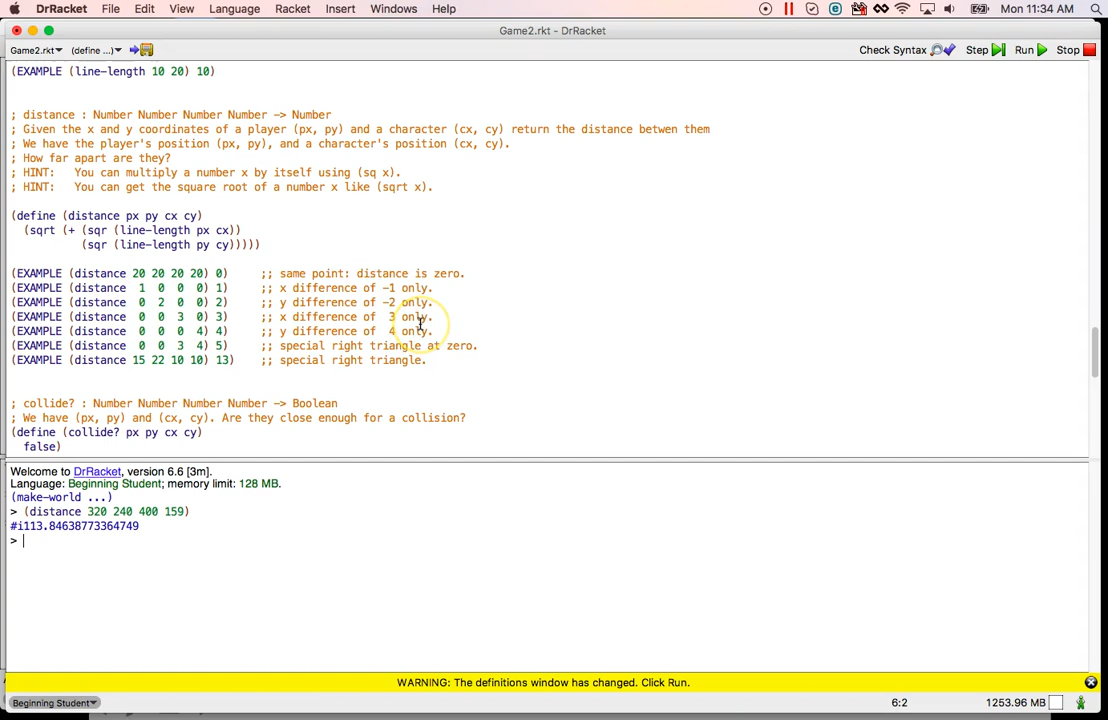 DrRacket File Edit View Language Racket Insert Windows Help Mon 11:34 AM
Game2.rkt - DrRacket
Game2.rkt▾ (define ...)▾ Check Syntax Step Run Stop
(EXAMPLE (line-length 10 20) 10)
; distance : Number Number Number Number -> Number
; Given the x and y coordinates of a player (px, py) and a character (cx, cy) return the distance betwen them
; We have the player's position (px, py), and a character's position (cx, cy).
; How far apart are they?
; HINT: You can multiply a number x by itself using (sq x).
; HINT: You can get the square root of a number x like (sqrt x).
(define (distance px py cx cy)
(sqrt (+ (sqr (line-length px cx))
(sqr (line-length py cy)))))
(EXAMPLE (distance 20 20 20 20) 0) ;; same point: distance is zero.
(EXAMPLE (distance 1 0 0 0) 1) ;; x difference of -1 only.
(EXAMPLE (distance 0 2 0 0) 2) ;; y difference of -2 only.
(EXAMPLE (distance 0 0 3 0) 3) ;; x difference of 3 only.
(EXAMPLE (distance 0 0 0 4) 4) ;; y difference of 4 only.
(EXAMPLE (distance 0 0 3 4) 5) ;; special right triangle at zero.
(EXAMPLE (distance 15 22 10 10) 13) ;; special right triangle.
; collide? : Number Number Number Number -> Boolean
; We have (px, py) and (cx, cy). Are they close enough for a collision?
(define (collide? px py cx cy)
false)
Welcome to DrRacket, version 6.6 [3m].
Language: Beginning Student; memory limit: 128 MB.
(make-world ...)
> (distance 320 240 400 159)
#i113.84638773364749
>
WARNING: The definitions window has changed. Click Run.
Beginning Student▾ 6:2 1253.96 MB